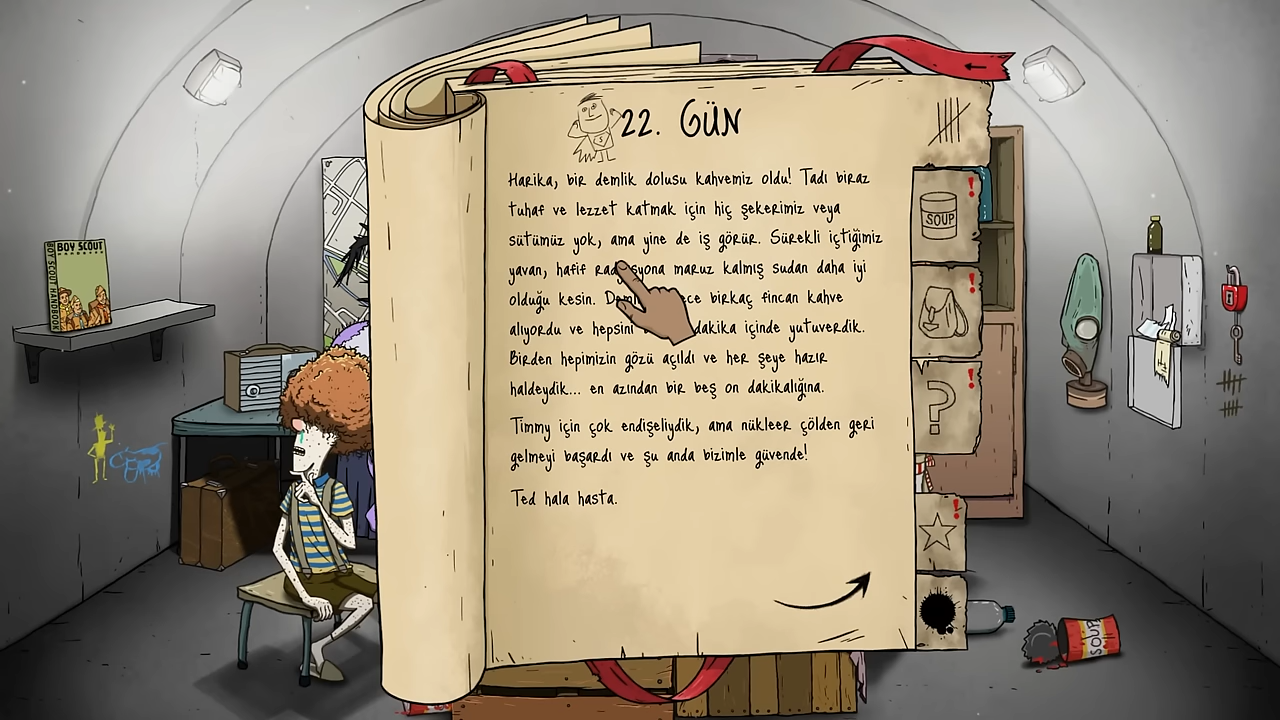 22. GÜN
Harika, bir demlik dolusu kahvemiz oldu! Tadı biraz
tuhaf ve lezzet katmak için hiç şekerimiz veya
sütümüz yok, ama yine de iş görür. Sürekli içtiğimiz
yavan, hafif maruz kalmış sudan daha iyi
olduğu kesin. birkaç fincan kahve
alıyordu ve hepsini dakika içinde yutuverdik.
Birden hepimizin gözü açıldı ve her şeye hazır
haldeydik... en azından bir beş on dakikalığına.
Timmy için çok endişeliydik, ama nükleer çölden geri
gelmeyi başardı ve şu anda bizimle güvende!
Ted hala hasta.
!
SOUP
!
!
?
!
BOY SCOUT
BOY SCOUT HANDBOOK
SOUP